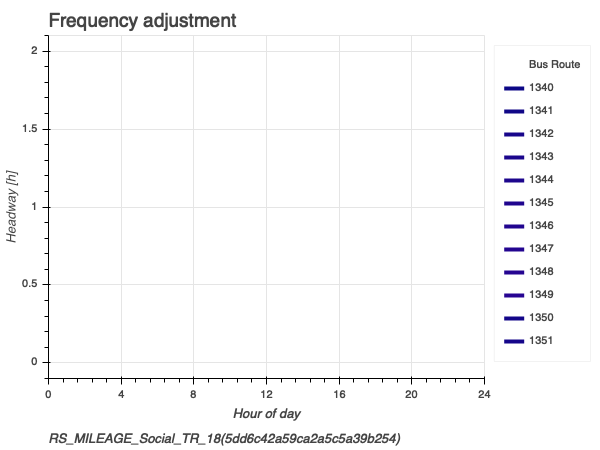 Frequency adjustment
2
1.5
1
0.5
0
Headway [h]
0 4 8 12 16 20 24
Hour of day
RS_MILEAGE_Social_TR_18(5dd6c42a59ca2a5c5a39b254)
Bus Route
1340
1341
1342
1343
1344
1345
1346
1347
1348
1349
1350
1351